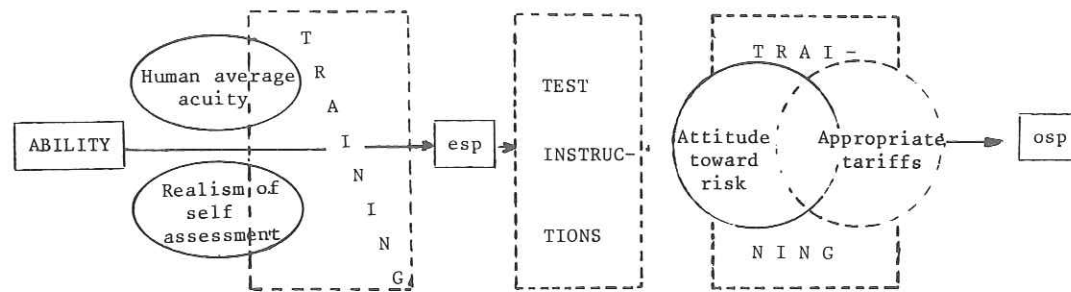 ABILITY
Human average
acuity
Realism of
self
assessment
TRAINING
esp
TEST
INSTRUC-
TIONS
TRAI-
NING
Attitude
toward
risk
Appropriate
tariffs
osp